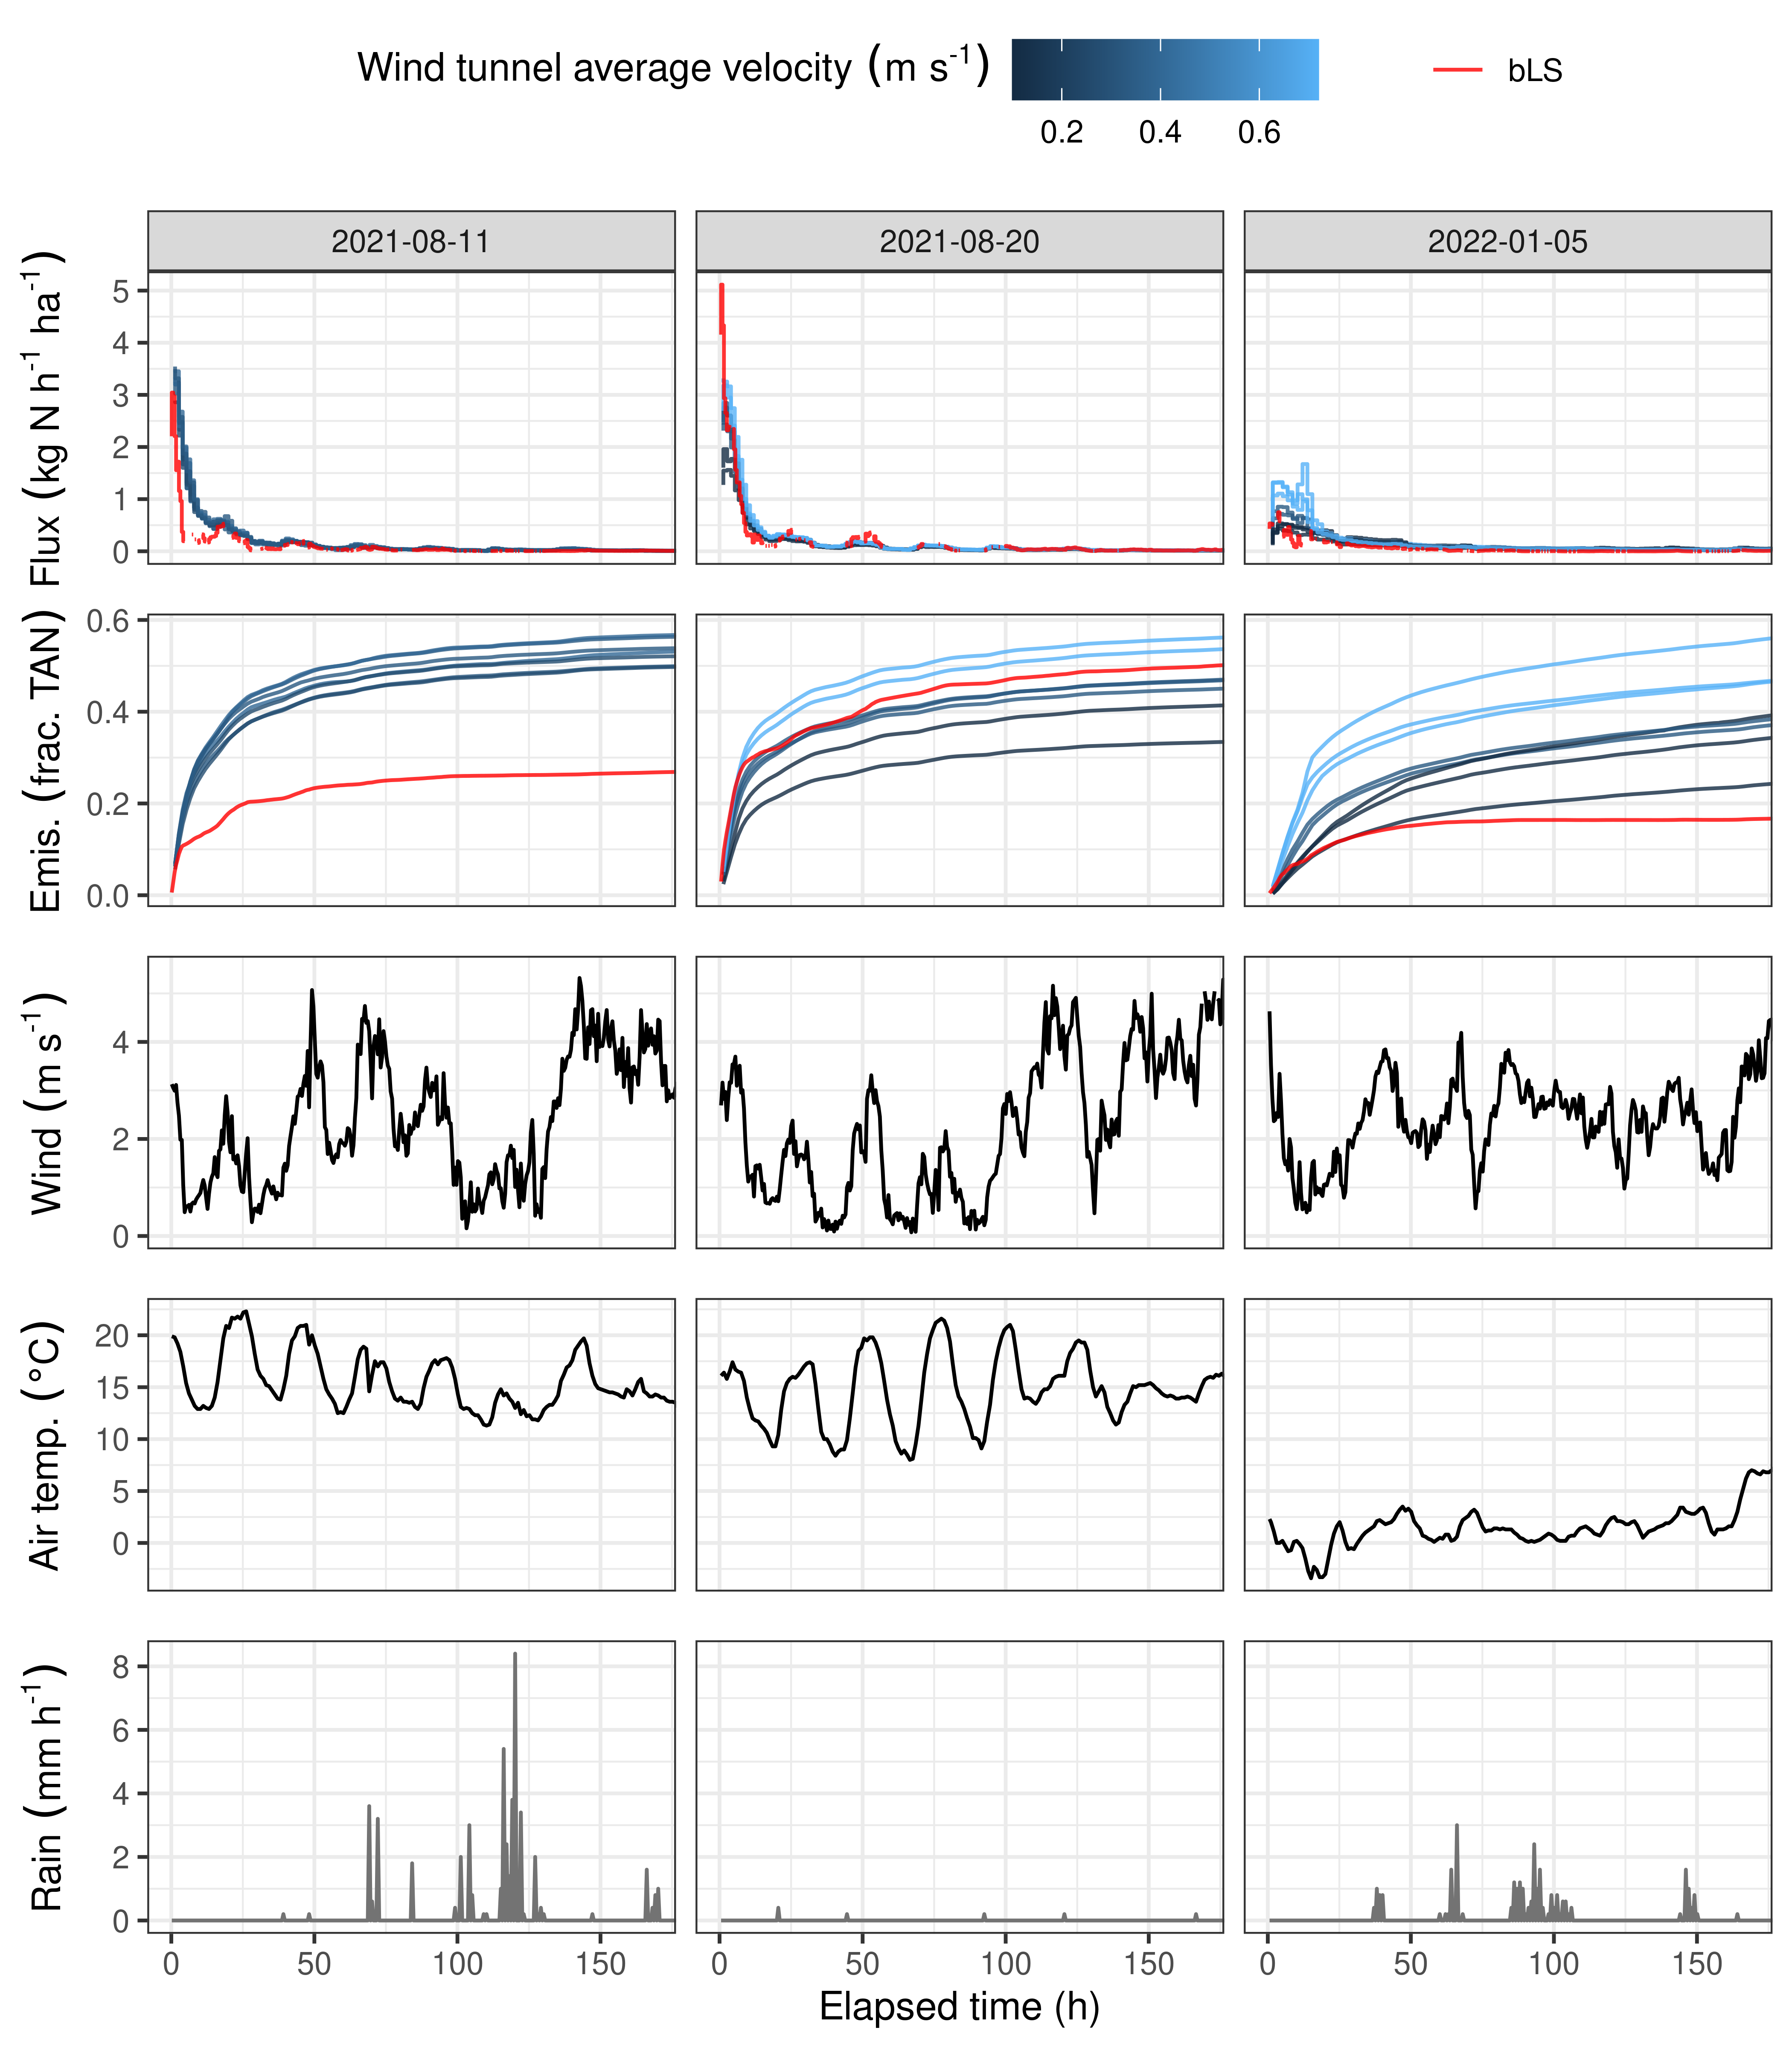 Wind tunnel average velocity (m s-1)
0.2 0.4 0.6
bLS
2021-08-11 2021-08-20 2022-01-05
Flux (kg N h-1 ha-1)
5
4
3
2
1
0
Emis. (frac. TAN)
0.6
0.4
0.2
0.0
Wind (m s-1)
4
2
0
Air temp. (°C)
20
15
10
5
0
Rain (mm h-1)
8
6
4
2
0
0 50 100 150 0 50 100 150 0 50 100 150
Elapsed time (h)